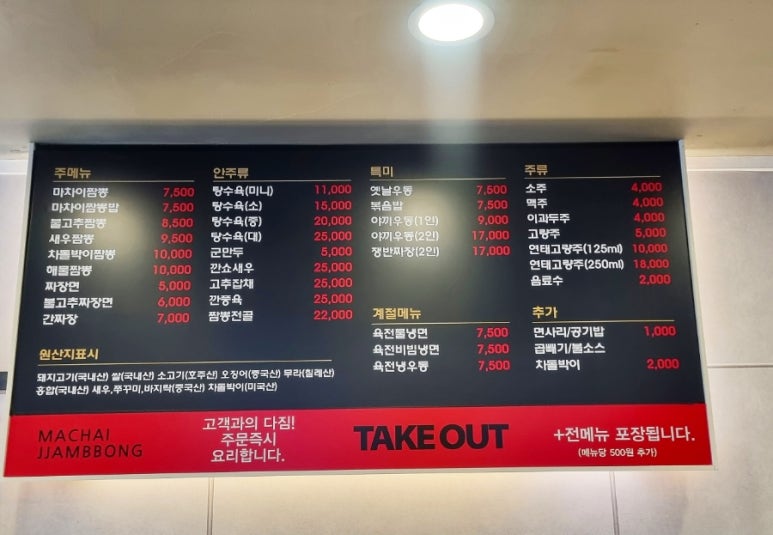 주메뉴
마차이짬뽕 7,500
마차이짬뽕밥 7,500
불고추짬뽕 8,500
새우짬뽕 9,500
차돌박이짬뽕 10,000
해물짬뽕 10,000
짜장면 5,000
불고추짜장면 6,000
간짜장 7,000
안주류
탕수육(미니) 11,000
탕수육(소) 15,000
탕수육(중) 20,000
탕수육(대) 25,000
군만두 5,000
깐쇼새우 25,000
고추잡채 25,000
깐풍육 25,000
짬뽕전골 22,000
특미
옛날우동 7,500
볶음밥 7,500
야끼우동(1인) 9,000
야끼우동(2인) 17,000
쟁반짜장(2인) 17,000
주류
소주 4,000
맥주 4,000
이과두주 4,000
고량주 5,000
연태고량주(125ml) 10,000
연태고량주(250ml) 18,000
음료수 2,000
계절메뉴
육전물냉면 7,500
육전비빔냉면 7,500
육전냉우동 7,500
추가
면사리/공기밥 1,000
곱빼기/불소스
차돌박이 2,000
원산지표시
돼지고기(국내산) 쌀(국내산) 소고기(호주산) 오징어(중국산) 무라(칠레산)
홍합(국내산) 새우,쭈꾸미,바지락(중국산) 차돌박이(미국산)
MACHAI
JJAMBBONG
고객과의 다짐!
주문즉시
요리합니다.
TAKE OUT
+전메뉴 포장됩니다.
(메뉴당 500원 추가)